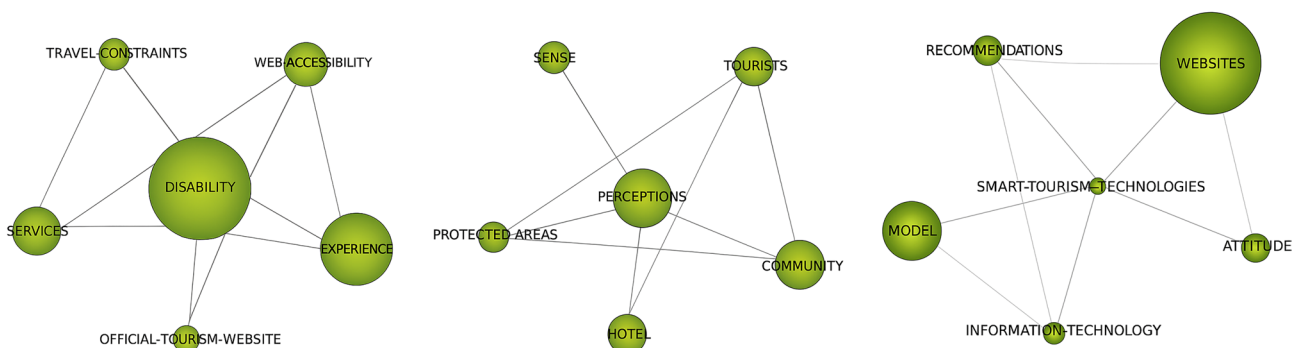 TRAVEL-CONSTRAINTS
WEB-ACCESSIBILITY
DISABILITY
SERVICES
EXPERIENCE
OFFICIAL-TOURISM-WEBSITE
SENSE
TOURISTS
PERCEPTIONS
PROTECTED AREAS
COMMUNITY
HOTEL
RECOMMENDATIONS
WEBSITES
SMART-TOURISM-TECHNOLOGIES
MODEL
ATTITUDE
INFORMATION-TECHNOLOGY